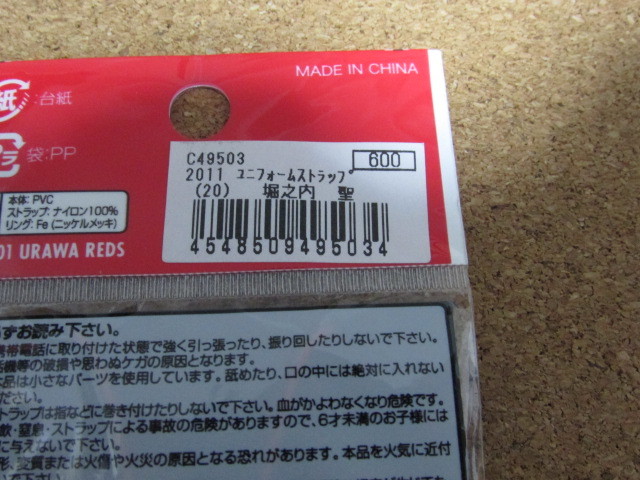 MADE IN CHINA
紙
:台紙
プラ
袋:PP
C49503
600
2011 ユニフォームストラップ
(20) 堀之内 聖
4548509495034
本体: PVC
ストラップ: ナイロン100%
リング: Fe (ニッケルメッキ)
01 URAWA REDS
ずお読み下さい。
携帯電話に取り付けた状態で強く引っ張ったり、振り回したりしないで下さい。
話機等の破損や思わぬケガの原因となります。
本品は小さなパーツを使用しています。舐めたり、口の中には絶対に入れない
ださい。
トラップは指などに巻き付けたりしないで下さい。血がかよわなくなり危険です。
飲・窒息・ストラップによる事故の危険がありますので、6才未満のお子様には
に与えないで下さい。
形、変質または火傷や火災の原因となる恐れがあります。本品を火気に近付